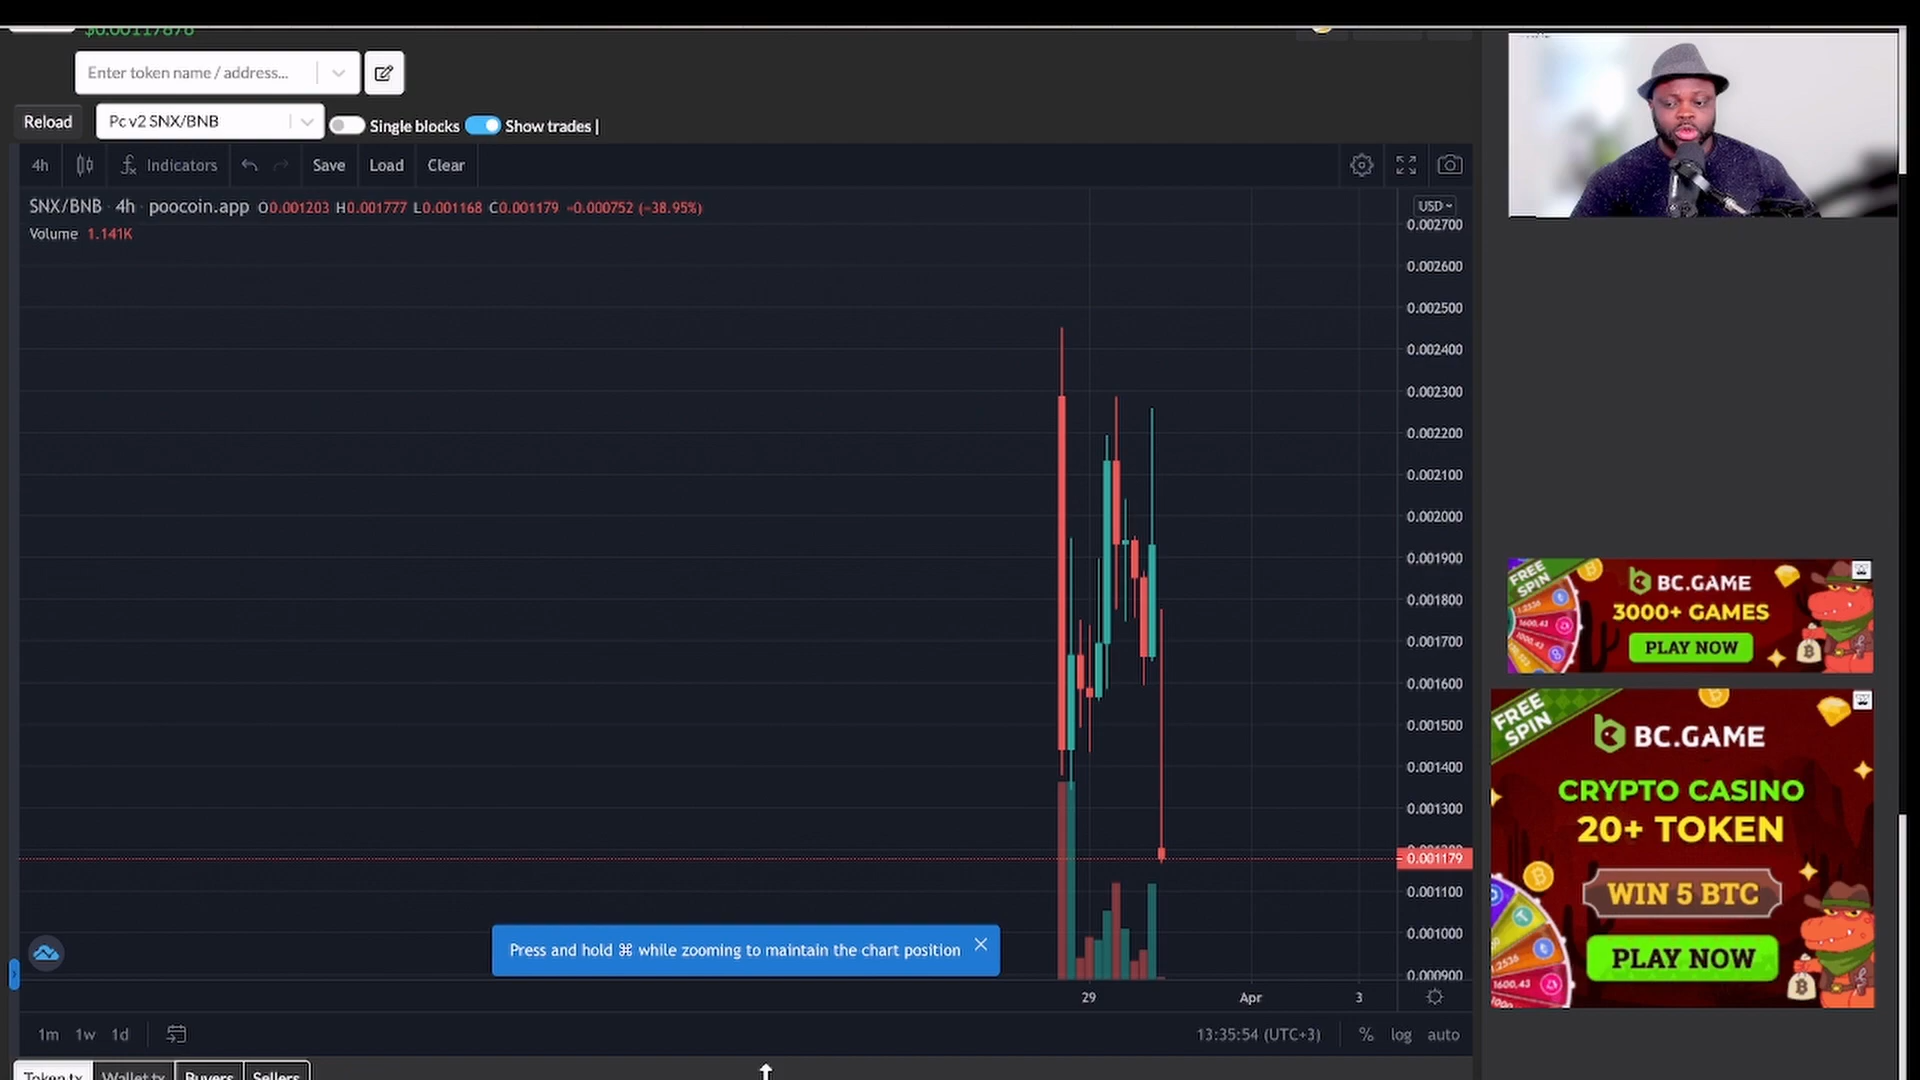 $0.00117876
Enter token name / address...
Reload
Pc v2 SNX/BNB
Single blocks
Show trades |
4h
Indicators
Save
Load
Clear
SNX/BNB · 4h · poocoin.app O0.001203 H0.001777 L0.001168 C0.001179 -0.000752 (-38.95%)
Volume 1.141K
USD
0.002700
0.002600
0.002500
0.002400
0.002300
0.002200
0.002100
0.002000
0.001900
0.001800
0.001700
0.001600
0.001500
0.001400
0.001300
0.001179
0.001100
0.001000
0.000900
Press and hold ⌘ while zooming to maintain the chart position
29
Apr
3
1m
1w
1d
13:35:54 (UTC+3)
%
log
auto
Token tx
Wallet tx
Buyers
Sellers
FREE SPIN
BC.GAME
3000+ GAMES
PLAY NOW
FREE SPIN
BC.GAME
CRYPTO CASINO
20+ TOKEN
WIN 5 BTC
PLAY NOW